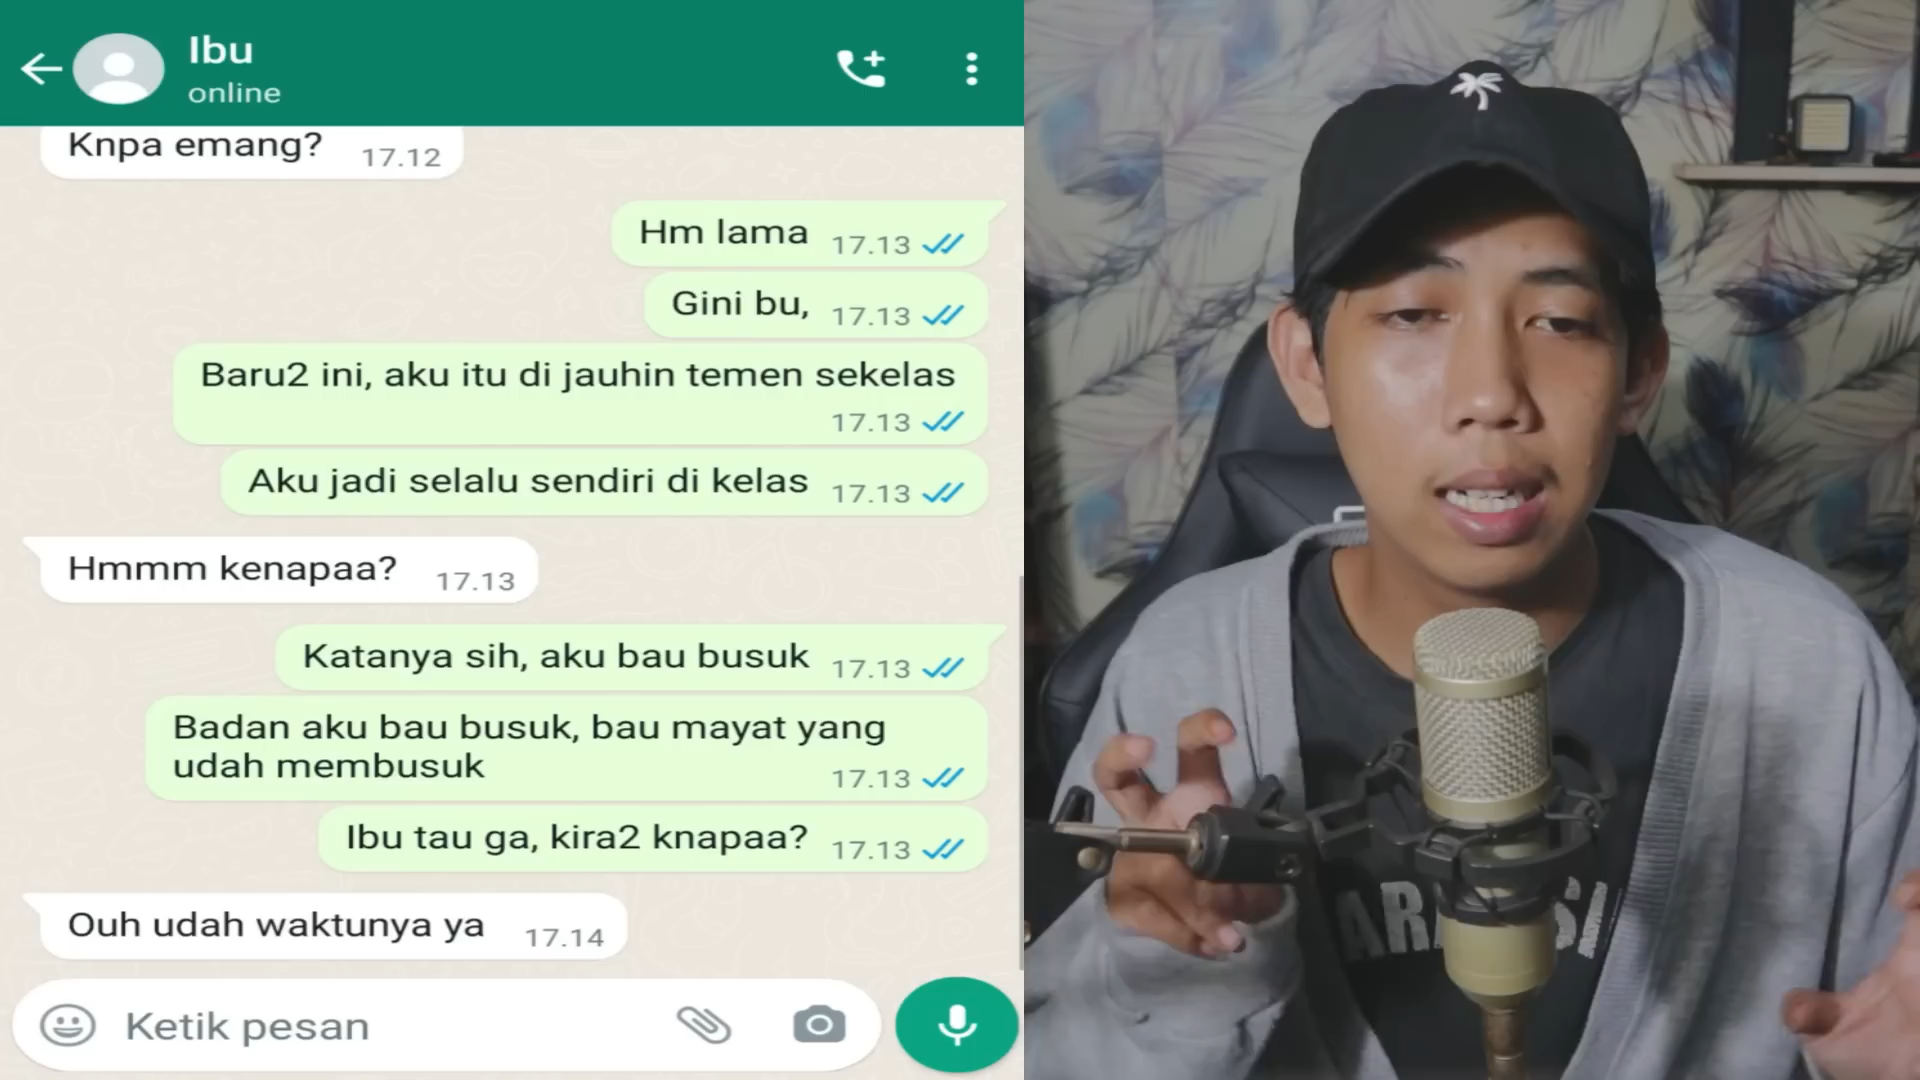 Ibu
online
Knpa emang? 17.12
Hm lama 17.13
Gini bu, 17.13
Baru2 ini, aku itu di jauhin temen sekelas
17.13
Aku jadi selalu sendiri di kelas 17.13
Hmmm kenapaa? 17.13
Katanya sih, aku bau busuk 17.13
Badan aku bau busuk, bau mayat yang
udah membusuk 17.13
Ibu tau ga, kira2 knapaa? 17.13
Ouh udah waktunya ya 17.14
Ketik pesan